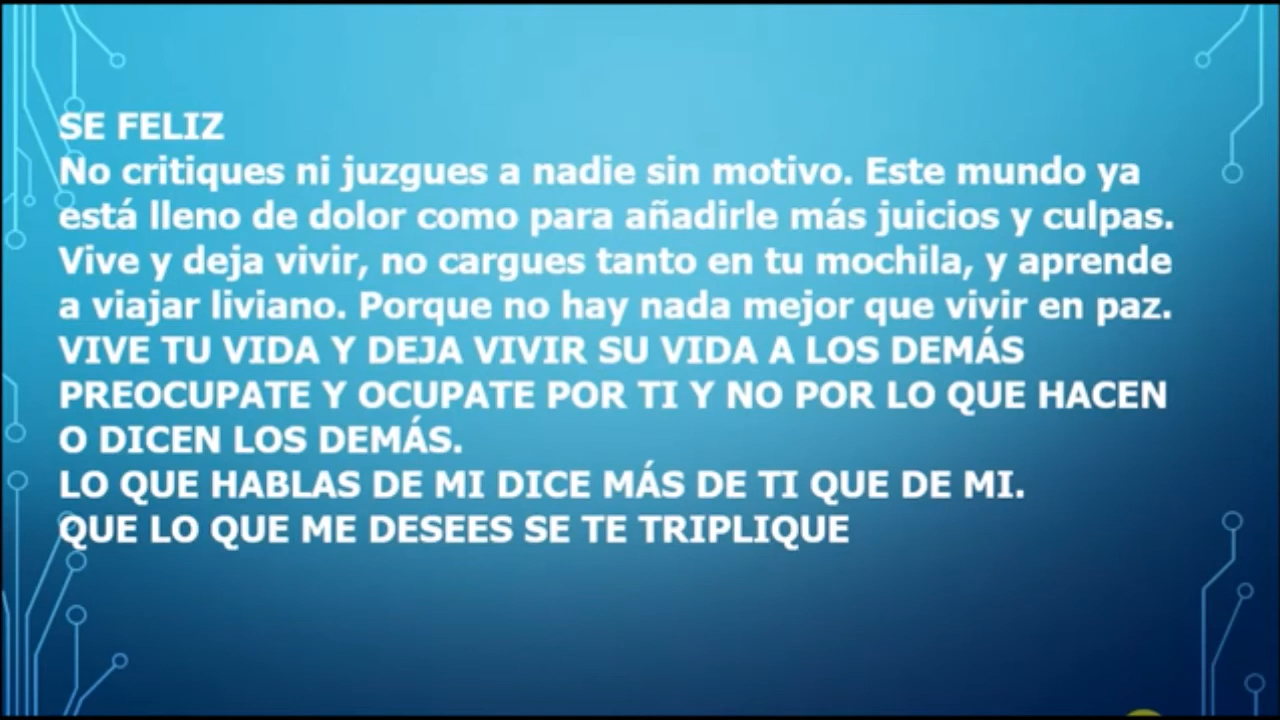 SE FELIZ
No critiques ni juzgues a nadie sin motivo. Este mundo ya
está lleno de dolor como para añadirle más juicios y culpas.
Vive y deja vivir, no cargues tanto en tu mochila, y aprende
a viajar liviano. Porque no hay nada mejor que vivir en paz.
VIVE TU VIDA Y DEJA VIVIR SU VIDA A LOS DEMÁS
PREOCUPATE Y OCUPATE POR TI Y NO POR LO QUE HACEN
O DICEN LOS DEMÁS.
LO QUE HABLAS DE MI DICE MÁS DE TI QUE DE MI.
QUE LO QUE ME DESEES SE TE TRIPLIQUE